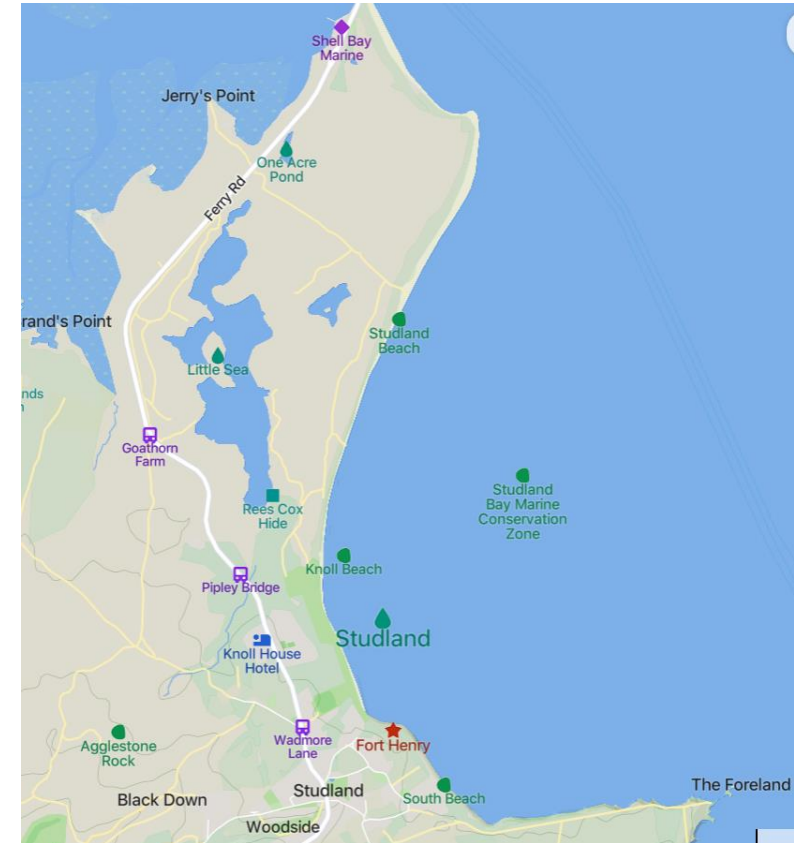 Shell Bay
Marine
Jerry's Point
One Acre
Pond
Ferry Rd
rand's Point
Studland
Beach
Little Sea
nds
Goathorn
Farm
Studland
Bay Marine
Conservation
Zone
Rees Cox
Hide
Knoll Beach
Pipley Bridge
Studland
Knoll House
Hotel
Wadmore
Lane
Fort Henry
Agglestone
Rock
The Foreland
Studland
South Beach
Black Down
Woodside